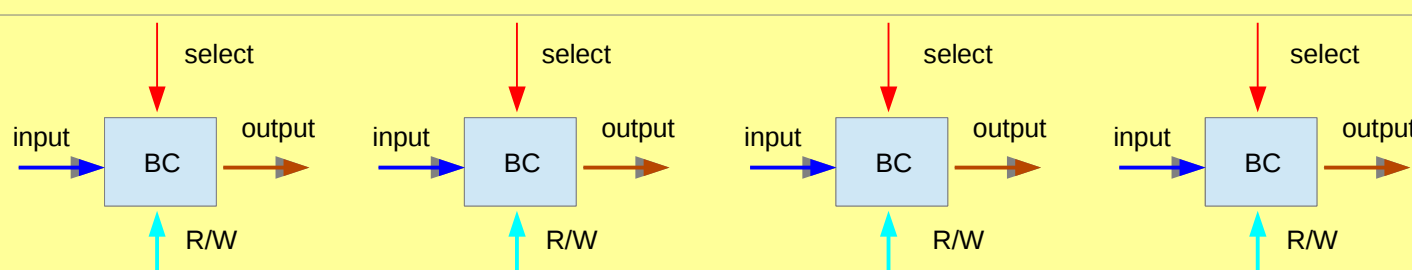 select select select select
input output input output input output input output
BC BC BC BC
R/W R/W R/W R/W